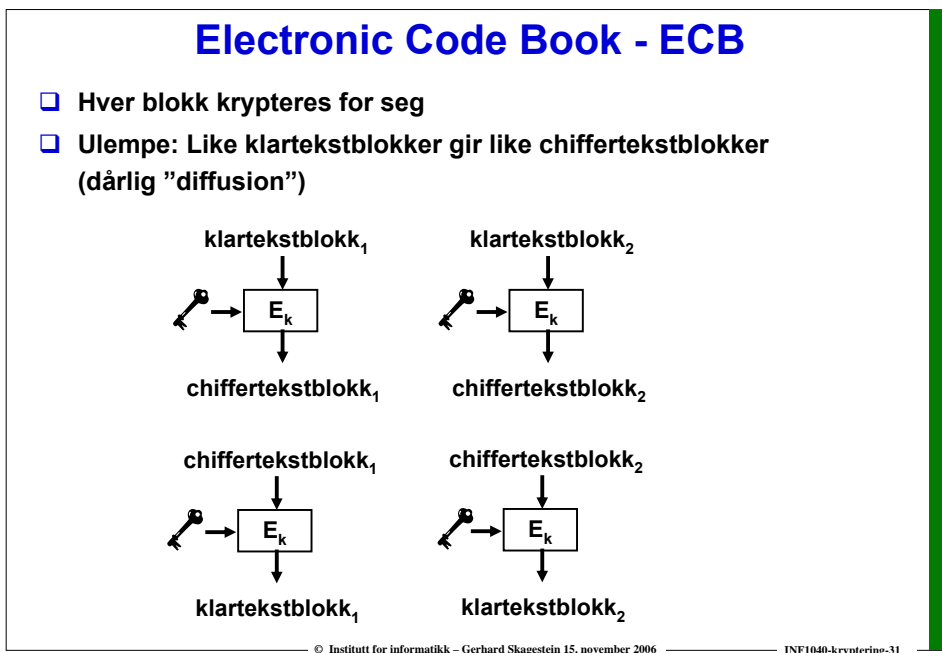 Electronic Code Book - ECB
Hver blokk krypteres for seg
Ulempe: Like klartekstblokker gir like chiffertekstblokker
(dårlig ”diffusion”)
klartekstblokk1 klartekstblokk2
Ek Ek
chiffertekstblokk1 chiffertekstblokk2
chiffertekstblokk1 chiffertekstblokk2
Ek Ek
klartekstblokk1 klartekstblokk2
© Institutt for informatikk – Gerhard Skagestein 15. november 2006 INF1040-kryptering-31